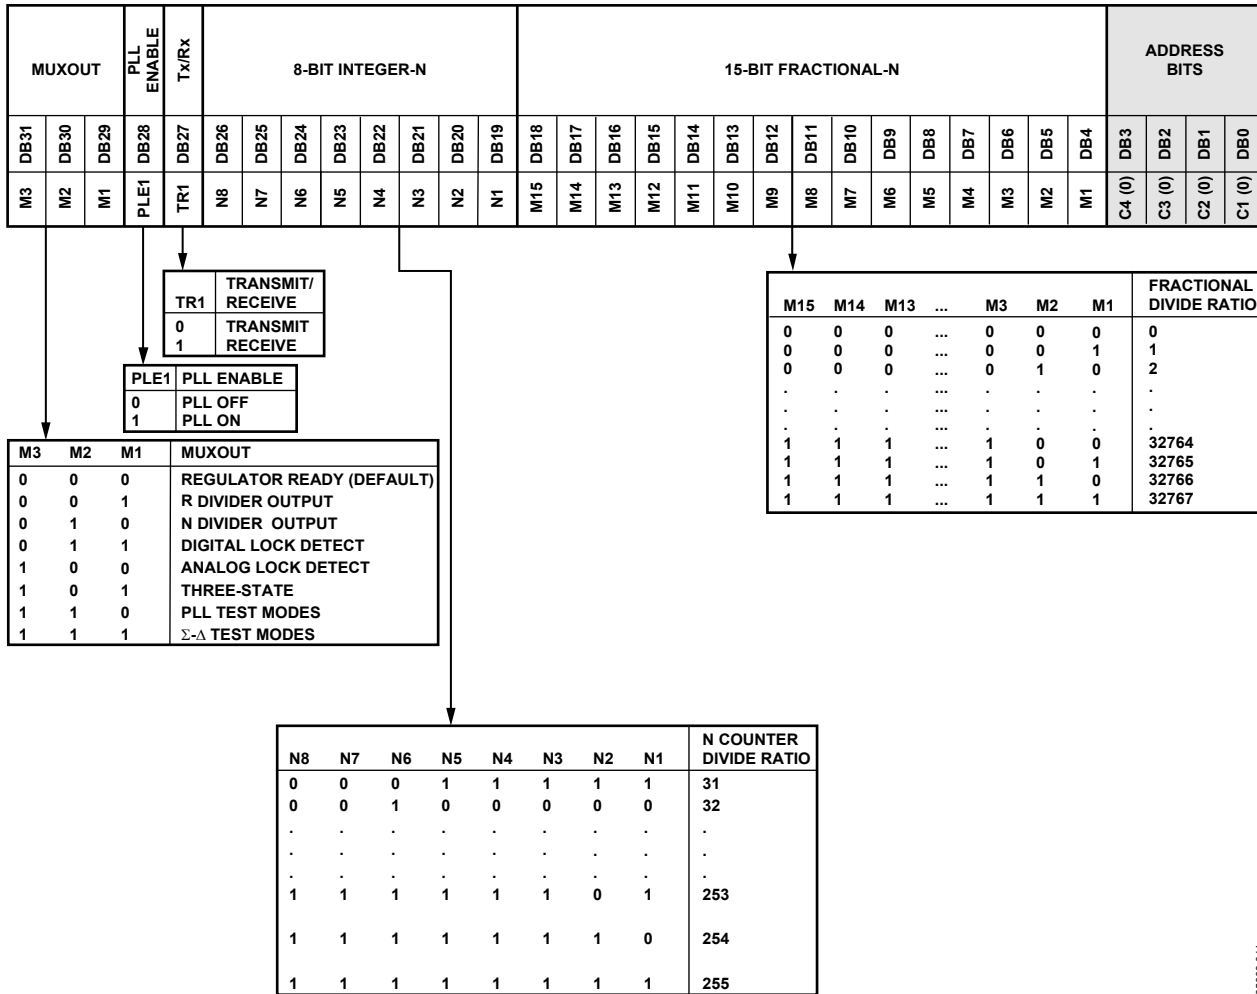 MUXOUT PLL ENABLE Tx/Rx 8-BIT INTEGER-N 15-BIT FRACTIONAL-N ADDRESS BITS
DB31 DB30 DB29 DB28 DB27 DB26 DB25 DB24 DB23 DB22 DB21 DB20 DB19 DB18 DB17 DB16 DB15 DB14 DB13 DB12 DB11 DB10 DB9 DB8 DB7 DB6 DB5 DB4 DB3 DB2 DB1 DB0
M3 M2 M1 PLE1 TR1 N8 N7 N6 N5 N4 N3 N2 N1 M15 M14 M13 M12 M11 M10 M9 M8 M7 M6 M5 M4 M3 M2 M1 C4 (0) C3 (0) C2 (0) C1 (0)
TR1 TRANSMIT/ RECEIVE
0 TRANSMIT
1 RECEIVE
PLE1 PLL ENABLE
0 PLL OFF
1 PLL ON
M3 M2 M1 MUXOUT
0 0 0 REGULATOR READY (DEFAULT)
0 0 1 R DIVIDER OUTPUT
0 1 0 N DIVIDER OUTPUT
0 1 1 DIGITAL LOCK DETECT
1 0 0 ANALOG LOCK DETECT
1 0 1 THREE-STATE
1 1 0 PLL TEST MODES
1 1 1 Σ-Δ TEST MODES
M15 M14 M13 ... M3 M2 M1 FRACTIONAL DIVIDE RATIO
0 0 0 ... 0 0 0 0
0 0 0 ... 0 0 1 1
0 0 0 ... 0 1 0 2
. . . ... . . . .
. . . ... . . . .
. . . ... . . . .
1 1 1 ... 1 0 0 32764
1 1 1 ... 1 0 1 32765
1 1 1 ... 1 1 0 32766
1 1 1 ... 1 1 1 32767
N8 N7 N6 N5 N4 N3 N2 N1 N COUNTER DIVIDE RATIO
0 0 0 1 1 1 1 1 31
0 0 1 0 0 0 0 0 32
. . . . . . . . .
. . . . . . . . .
. . . . . . . . .
1 1 1 1 1 1 0 1 253
1 1 1 1 1 1 1 0 254
1 1 1 1 1 1 1 1 255